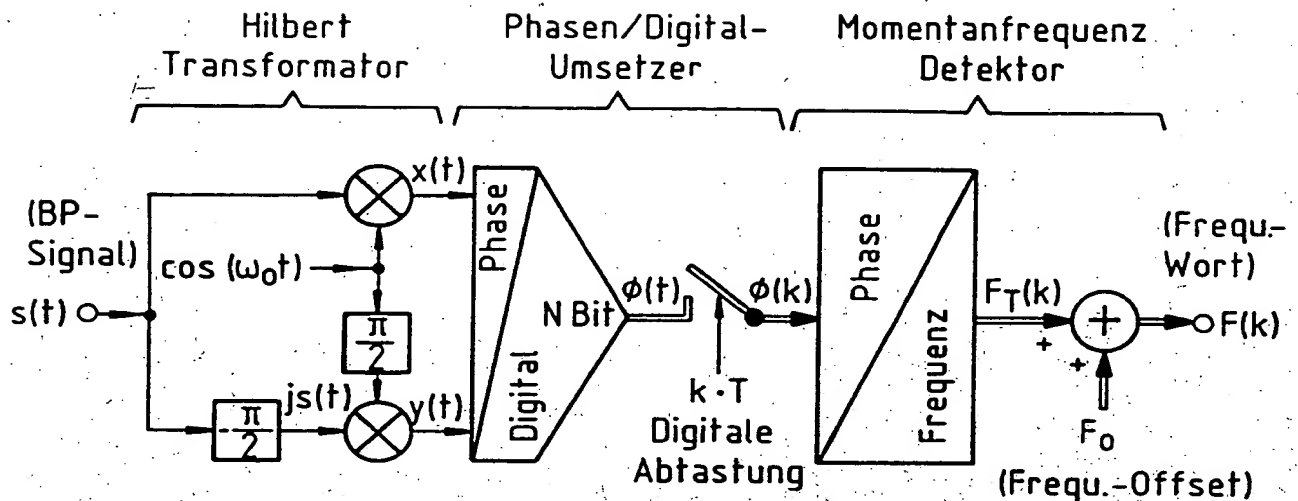 Hilbert
Transformator
Phasen/Digital-
Umsetzer
Momentanfrequenz
Detektor
(BP-
Signal)
s(t)
cos (ω₀t)
π/2
-π/2
js(t)
x(t)
y(t)
Phase
Digital
N Bit
ϕ(t)
k·T
Digitale
Abtastung
ϕ(k)
Phase
Frequenz
F_T(k)
+
+
+
F₀
(Frequ.-Offset)
(Frequ.-
Wort)
F(k)